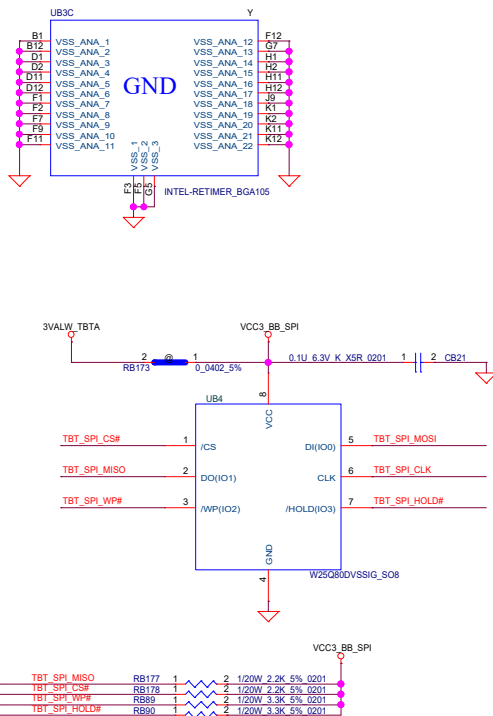 UB3C Y
B1 VSS_ANA_1 VSS_ANA_12 F12
B12 VSS_ANA_2 VSS_ANA_13 G7
D1 VSS_ANA_3 VSS_ANA_14 H1
D2 VSS_ANA_4 VSS_ANA_15 H2
D11 VSS_ANA_5 VSS_ANA_16 H11
D12 VSS_ANA_6 VSS_ANA_17 H12
F1 VSS_ANA_7 VSS_ANA_18 J9
F2 VSS_ANA_8 VSS_ANA_19 K1
F7 VSS_ANA_9 VSS_ANA_20 K2
F9 VSS_ANA_10 VSS_ANA_21 K11
F11 VSS_ANA_11 VSS_ANA_22 K12
GND
VSS_1
VSS_2
VSS_3
F3
F5
G5
INTEL-RETIMER_BGA105
3VALW_TBTA VCC3_BB_SPI
2 @ 1 0.1U_6.3V_K_X5R_0201 1 2 CB21
RB173 0_0402_5%
8
UB4
VCC
TBT_SPI_CS# 1 /CS DI(IO0) 5 TBT_SPI_MOSI
TBT_SPI_MISO 2 DO(IO1) CLK 6 TBT_SPI_CLK
TBT_SPI_WP# 3 /WP(IO2) /HOLD(IO3) 7 TBT_SPI_HOLD#
GND
4
W25Q80DVSSIG_SO8
VCC3_BB_SPI
TBT_SPI_MISO RB177 1 2 1/20W_2.2K_5%_0201
TBT_SPI_CS# RB178 1 2 1/20W_2.2K_5%_0201
TBT_SPI_WP# RB89 1 2 1/20W_3.3K_5%_0201
TBT_SPI_HOLD# RB90 1 2 1/20W_3.3K_5%_0201